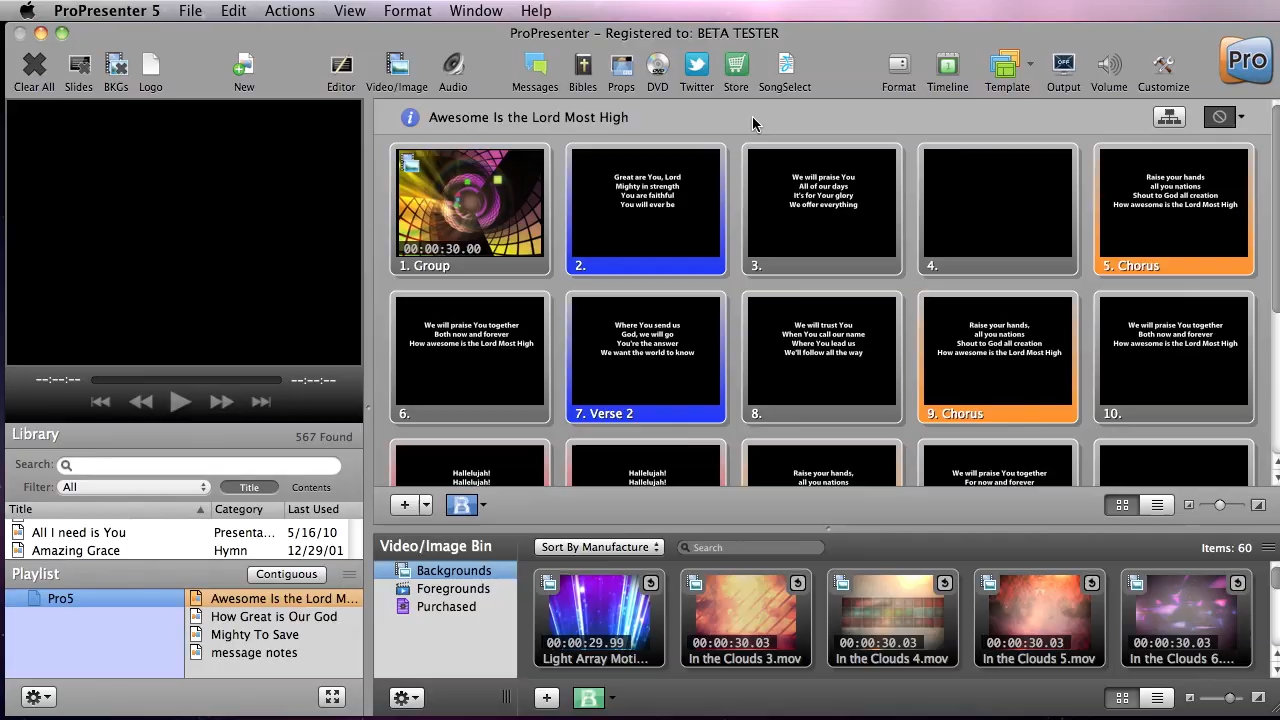 ProPresenter 5 File Edit Actions View Format Window Help
ProPresenter – Registered to: BETA TESTER
Clear All Slides BKGs Logo New Editor Video/Image Audio Messages Bibles Props DVD Twitter Store SongSelect Format Timeline Template Output Volume Customize
Pro
Awesome Is the Lord Most High
00:00:30.00
1. Group
Great are You, Lord
Mighty in strength
You are faithful
You will ever be
2.
We will praise You
All of our days
It's for Your glory
We offer everything
3.
4.
Raise your hands
all you nations
Shout to God all creation
How awesome is the Lord Most High
5. Chorus
We will praise You together
Both now and forever
How awesome is the Lord Most High
6.
Where You send us
God, we will go
You're the answer
We want the world to know
7. Verse 2
We will trust You
When You call our name
Where You lead us
We'll follow all the way
8.
Raise your hands,
all you nations
Shout to God all creation
How awesome is the Lord Most High
9. Chorus
We will praise You together
Both now and forever
How awesome is the Lord Most High
10.
Hallelujah!
Hallelujah!
Hallelujah!
Hallelujah!
Raise your hands,
all you nations
We will praise You together
For now and forever
--:--:-- --:--:--
Library 567 Found
Search:
Filter: All Title Contents
Title Category Last Used
All I need is You Presenta... 5/16/10
Amazing Grace Hymn 12/29/01
Playlist Contiguous
Pro5
Awesome Is the Lord M...
How Great is Our God
Mighty To Save
message notes
B
Video/Image Bin
Backgrounds
Foregrounds
Purchased
Sort By Manufacture Search Items: 60
00:00:29.99
Light Array Moti...
00:00:30.03
In the Clouds 3.mov
00:00:30.03
In the Clouds 4.mov
00:00:30.03
In the Clouds 5.mov
00:00:30.03
In the Clouds 6....
B